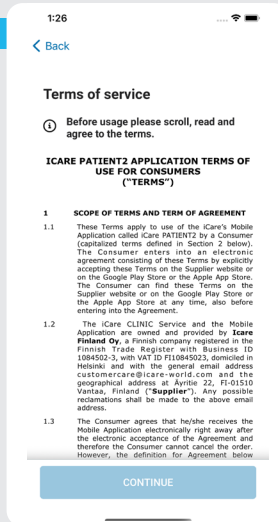 1:26
Back
Terms of service
Before usage please scroll, read and
agree to the terms.
ICARE PATIENT2 APPLICATION TERMS OF
USE FOR CONSUMERS
("TERMS")
1 SCOPE OF TERMS AND TERM OF AGREEMENT
1.1 These Terms apply to use of the iCare's Mobile
Application called iCare PATIENT2 by a Consumer
(capitalized terms defined in Section 2 below).
The Consumer enters into an electronic
agreement consisting of these Terms by explicitly
accepting these Terms on the Supplier website or
on the Google Play Store or the Apple App Store.
The Consumer can find these Terms on the
Supplier website or on the Google Play Store or
the Apple App Store at any time, also before
entering into the Agreement.
1.2 The iCare CLINIC Service and the Mobile
Application are owned and provided by Icare
Finland Oy, a Finnish company registered in the
Finnish Trade Register with Business ID
1084502-3, with VAT ID FI10845023, domiciled in
Helsinki and with the general email address
customercare@icare-world.com and the
geographical address at Äyritie 22, FI-01510
Vantaa, Finland ("Supplier"). Any possible
reclamations shall be made to the above email
address.
1.3 The Consumer agrees that he/she receives the
Mobile Application electronically right away after
the electronic acceptance of the Agreement and
therefore the Consumer cannot cancel the order.
However, the definition for Agreement below
CONTINUE